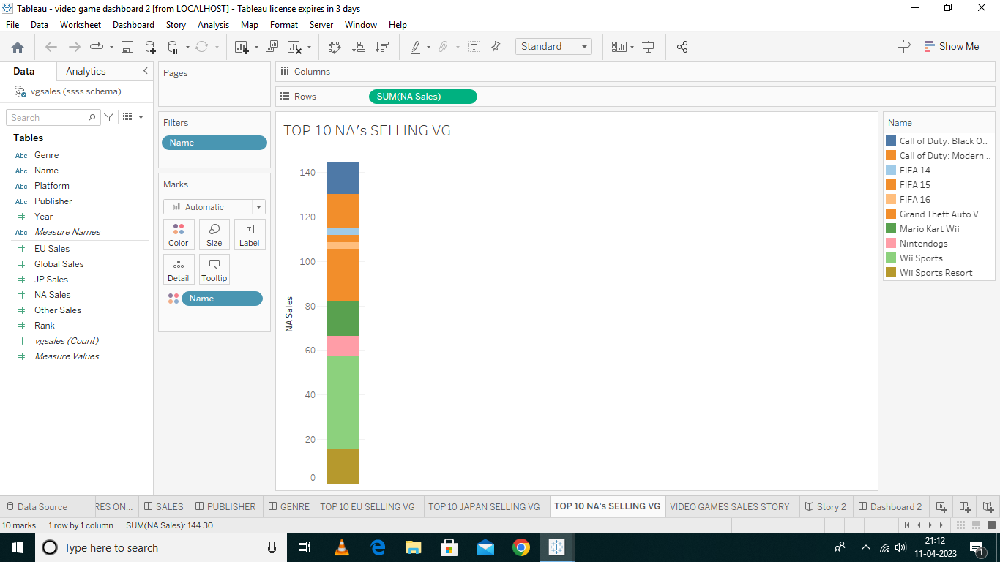 Tableau - video game dashboard 2 [from LOCALHOST] - Tableau license expires in 3 days
File Data Worksheet Dashboard Story Analysis Map Format Server Window Help
Standard
Show Me
Data Analytics
vgsales (ssss schema)
Search
Tables
Abc Genre
Abc Name
Abc Platform
Abc Publisher
Year
Abc Measure Names
EU Sales
Global Sales
JP Sales
NA Sales
Other Sales
Rank
vgsales (Count)
Measure Values
Pages
Filters
Name
Marks
Automatic
Color Size Label
Detail Tooltip
Name
Columns
Rows SUM(NA Sales)
TOP 10 NA's SELLING VG
140
120
100
80
60
40
20
0
NA Sales
Name
Call of Duty: Black O..
Call of Duty: Modern ..
FIFA 14
FIFA 15
FIFA 16
Grand Theft Auto V
Mario Kart Wii
Nintendogs
Wii Sports
Wii Sports Resort
Data Source RES ON... SALES PUBLISHER GENRE TOP 10 EU SELLING VG TOP 10 JAPAN SELLING VG TOP 10 NA's SELLING VG VIDEO GAMES SALES STORY Story 2 Dashboard 2
10 marks 1 row by 1 column SUM(NA Sales): 144.30
Type here to search
21:12
11-04-2023
1